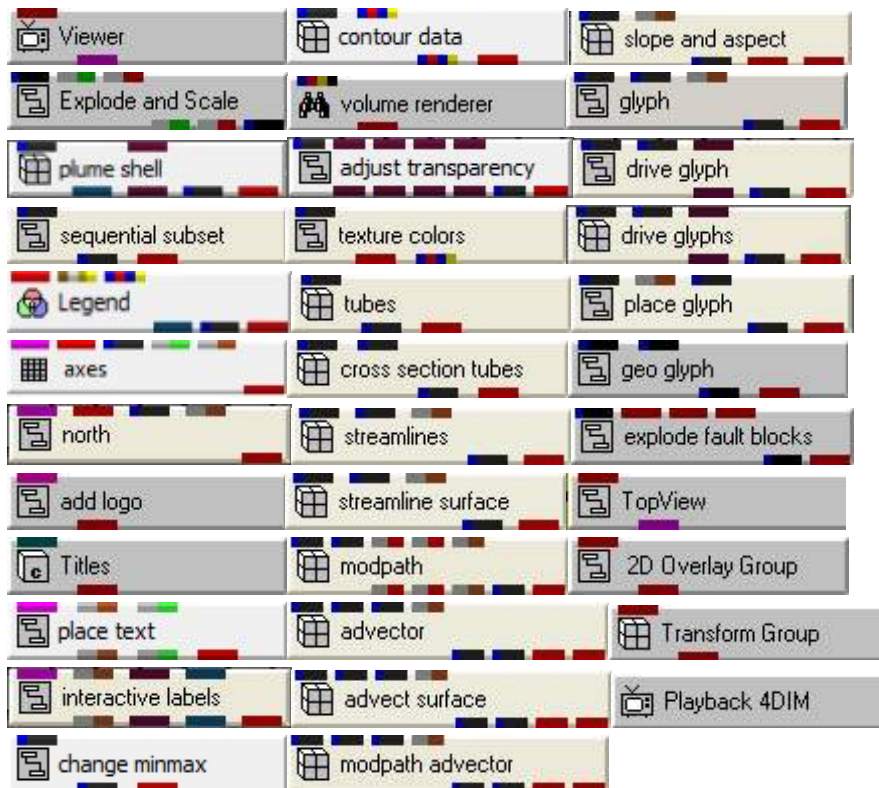 Viewer
contour data
slope and aspect
Explode and Scale
volume renderer
glyph
plume shell
adjust transparency
drive glyph
sequential subset
texture colors
drive glyphs
Legend
tubes
place glyph
axes
cross section tubes
geo glyph
north
streamlines
explode fault blocks
add logo
streamline surface
TopView
Titles
modpath
2D Overlay Group
place text
advector
Transform Group
interactive labels
advect surface
Playback 4DIM
change minmax
modpath advector